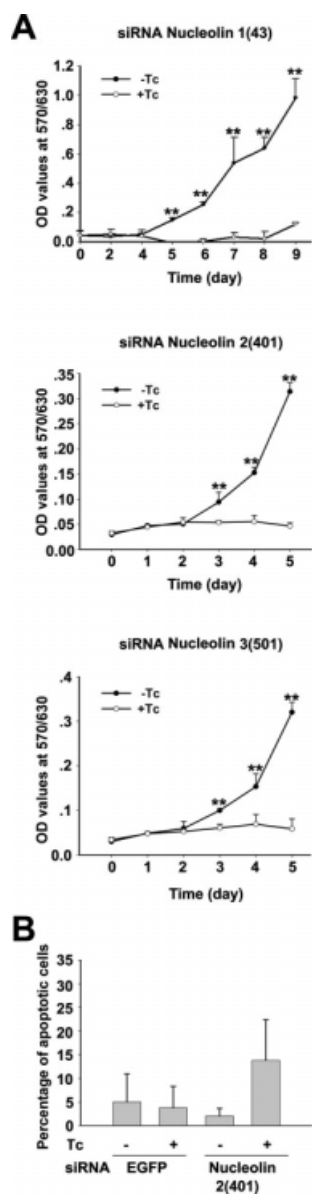 A
siRNA Nucleolin 1(43)
-Tc
+Tc
OD values at 570/630
1.2
1.0
.8
.6
.4
.2
0.0
** ** ** ** **
0 2 4 5 6 7 8 9
Time (day)
siRNA Nucleolin 2(401)
-Tc
+Tc
OD values at 570/630
.35
.30
.25
.20
.15
.10
.05
0.00
** ** **
0 1 2 3 4 5
Time (day)
siRNA Nucleolin 3(501)
-Tc
+Tc
OD values at 570/630
.4
.3
.2
.1
0.0
** ** **
0 1 2 3 4 5
Time (day)
B
Percentage of apoptotic cells
35
30
25
20
15
10
5
0
Tc - + - +
siRNA EGFP Nucleolin
2(401)